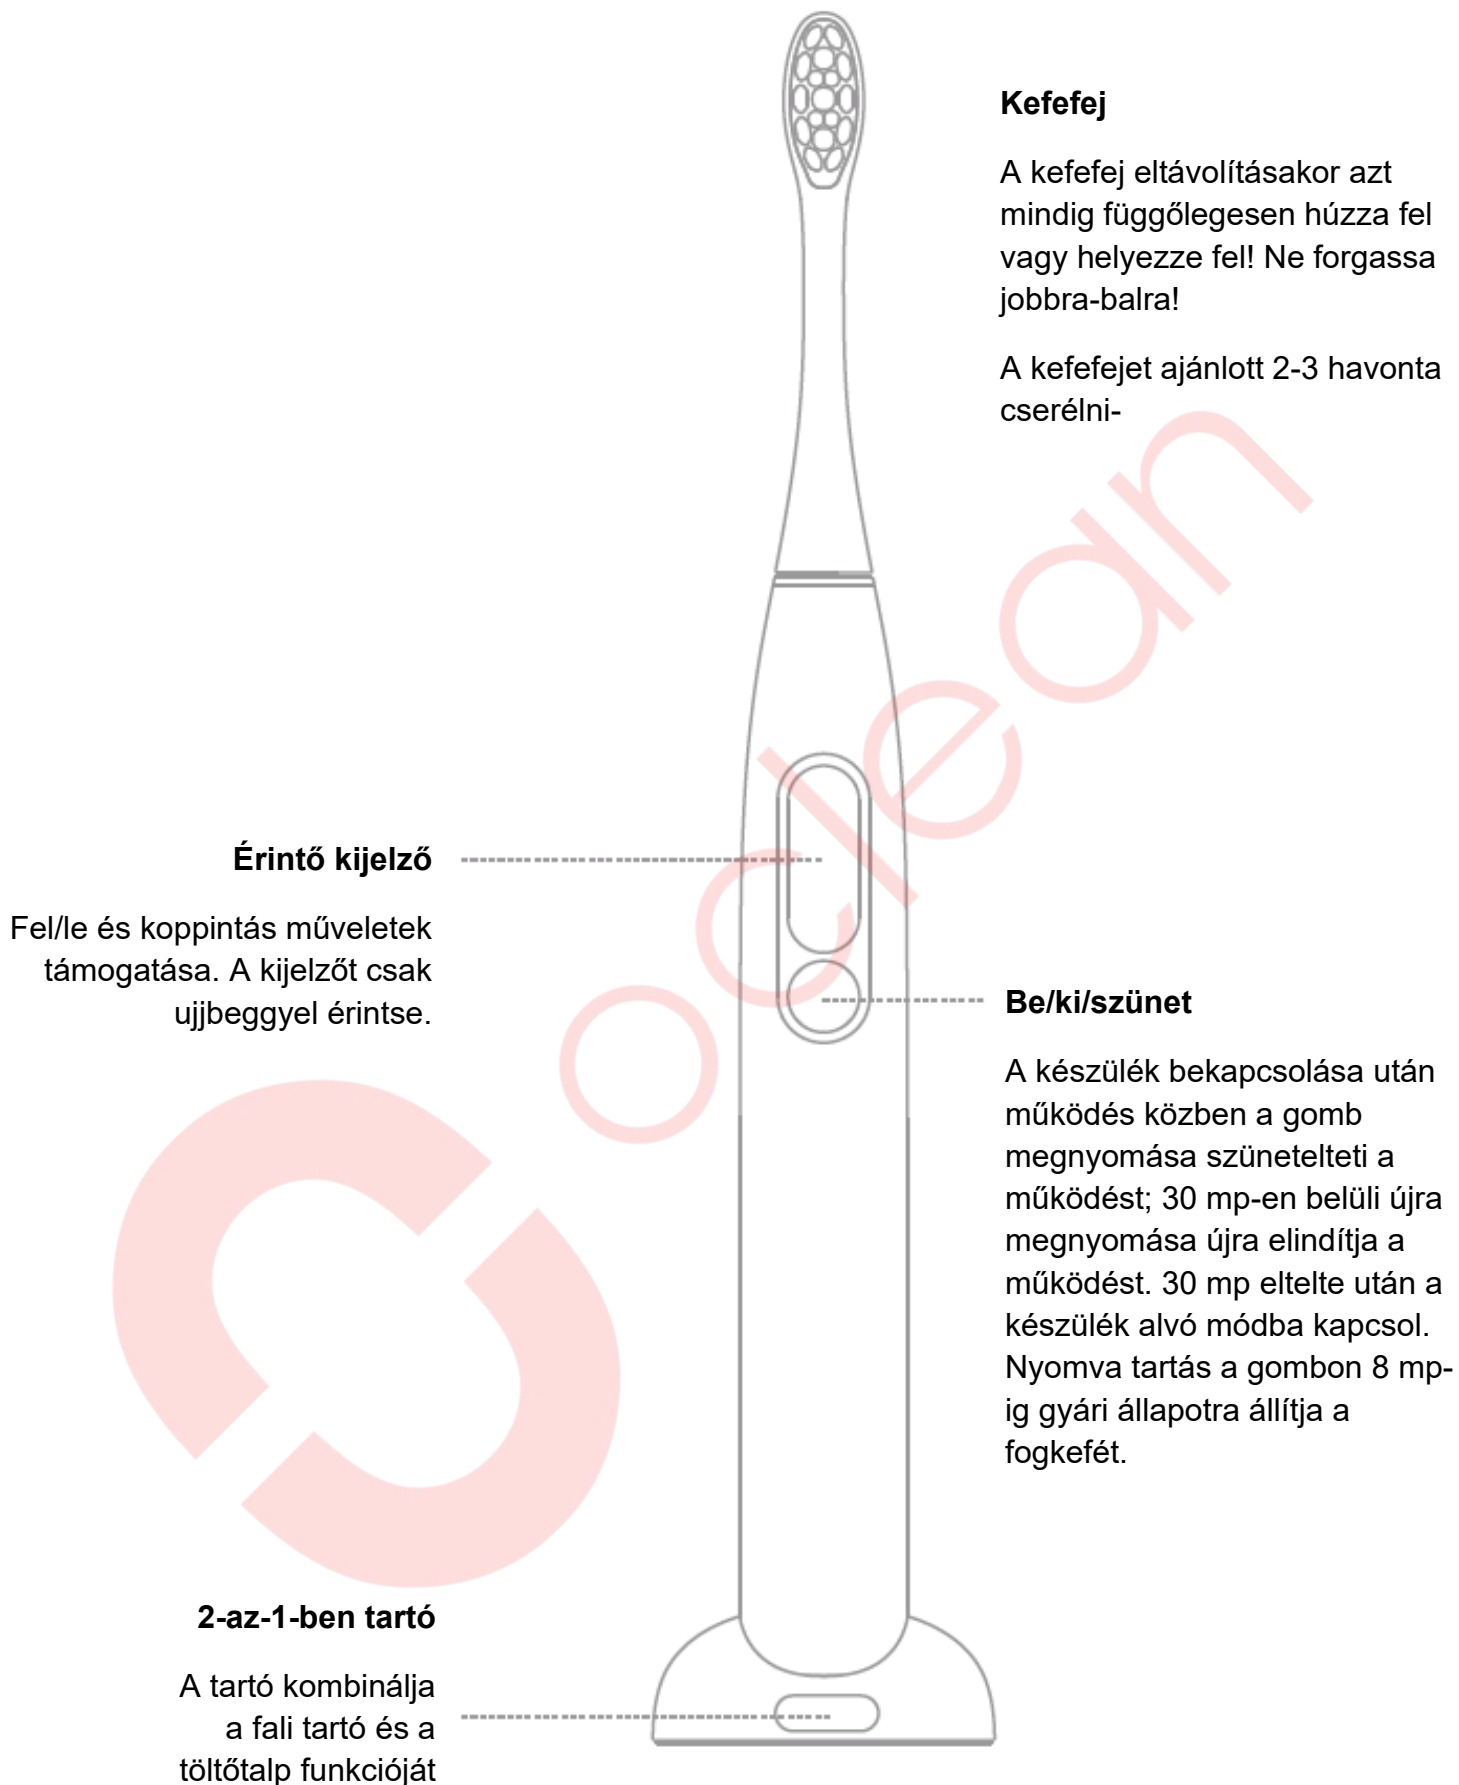 Kefefej
A kefefej eltávolításakor azt
mindig függőlegesen húzza fel
vagy helyezze fel! Ne forgassa
jobbra-balra!
A kefefejet ajánlott 2-3 havonta
cserélni-
Érintő kijelző
Fel/le és koppintás műveletek
támogatása. A kijelzőt csak
ujjbeggyel érintse.
Be/ki/szünet
A készülék bekapcsolása után
működés közben a gomb
megnyomása szünetelteti a
működést; 30 mp-en belüli újra
megnyomása újra elindítja a
működést. 30 mp eltelte után a
készülék alvó módba kapcsol.
Nyomva tartás a gombon 8 mp-
ig gyári állapotra állítja a
fogkefét.
2-az-1-ben tartó
A tartó kombinálja
a fali tartó és a
töltőtalp funkcióját
oclean